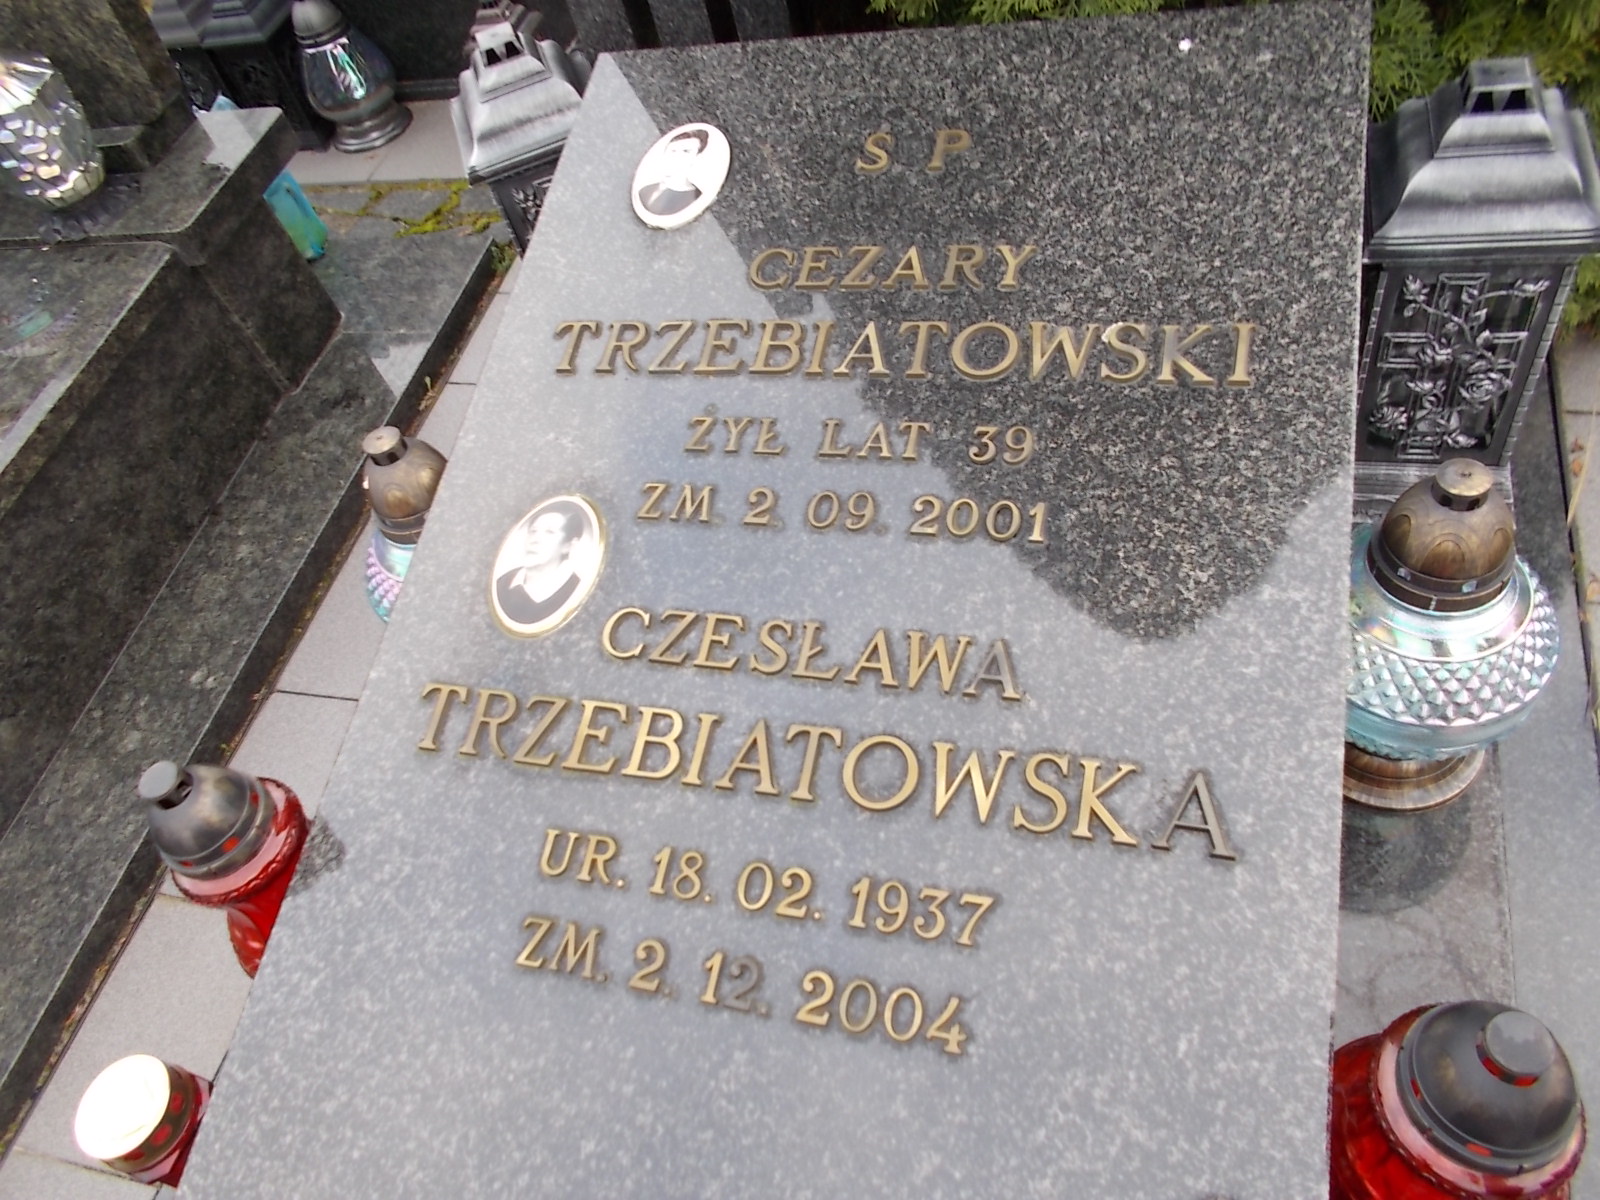 S P
CEZARY
TRZEBIATOWSKI
ŻYŁ LAT 39
ZM. 2. 09. 2001
CZESŁAWA
TRZEBIATOWSKA
UR. 18. 02. 1937
ZM. 2. 12. 2004